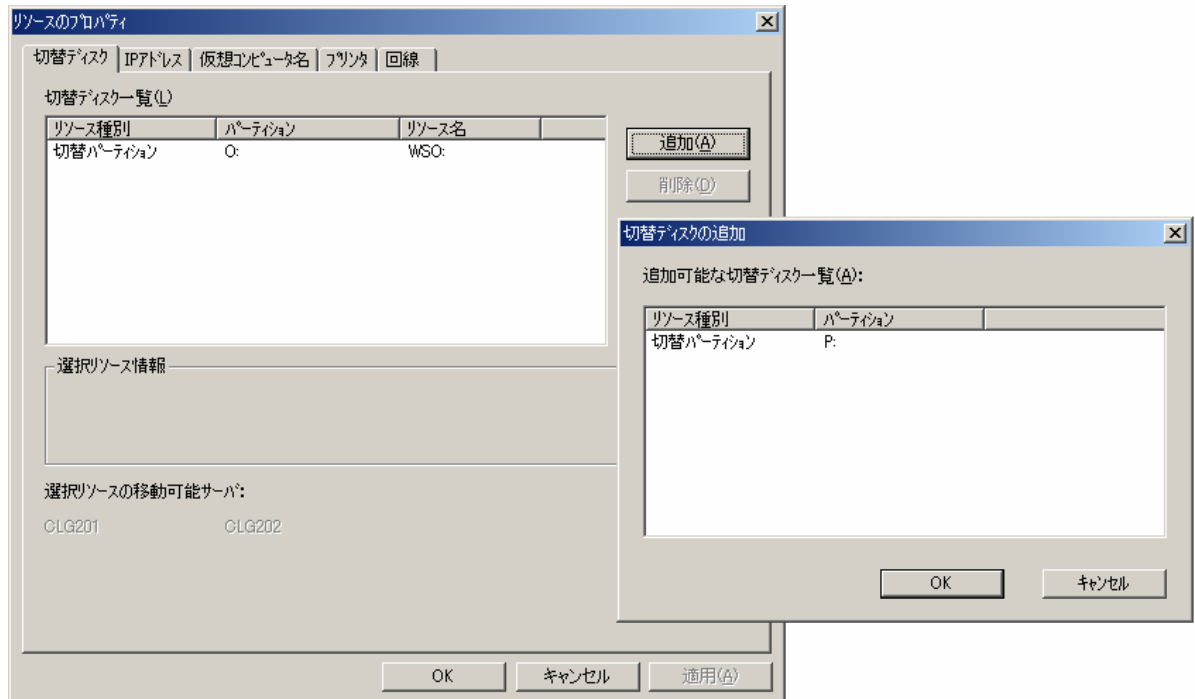 リソースのプロパティ
切替ディスク IPアドレス 仮想コンピュータ名 プリンタ 回線
切替ディスク一覧(L)
リソース種別 パーティション リソース名
切替パーティション O: WSO:
追加(A)
削除(D)
選択リソース情報
選択リソースの移動可能サーバ:
CLG201 CLG202
OK キャンセル 適用(A)
切替ディスクの追加
追加可能な切替ディスク一覧(A):
リソース種別 パーティション
切替パーティション P:
OK キャンセル